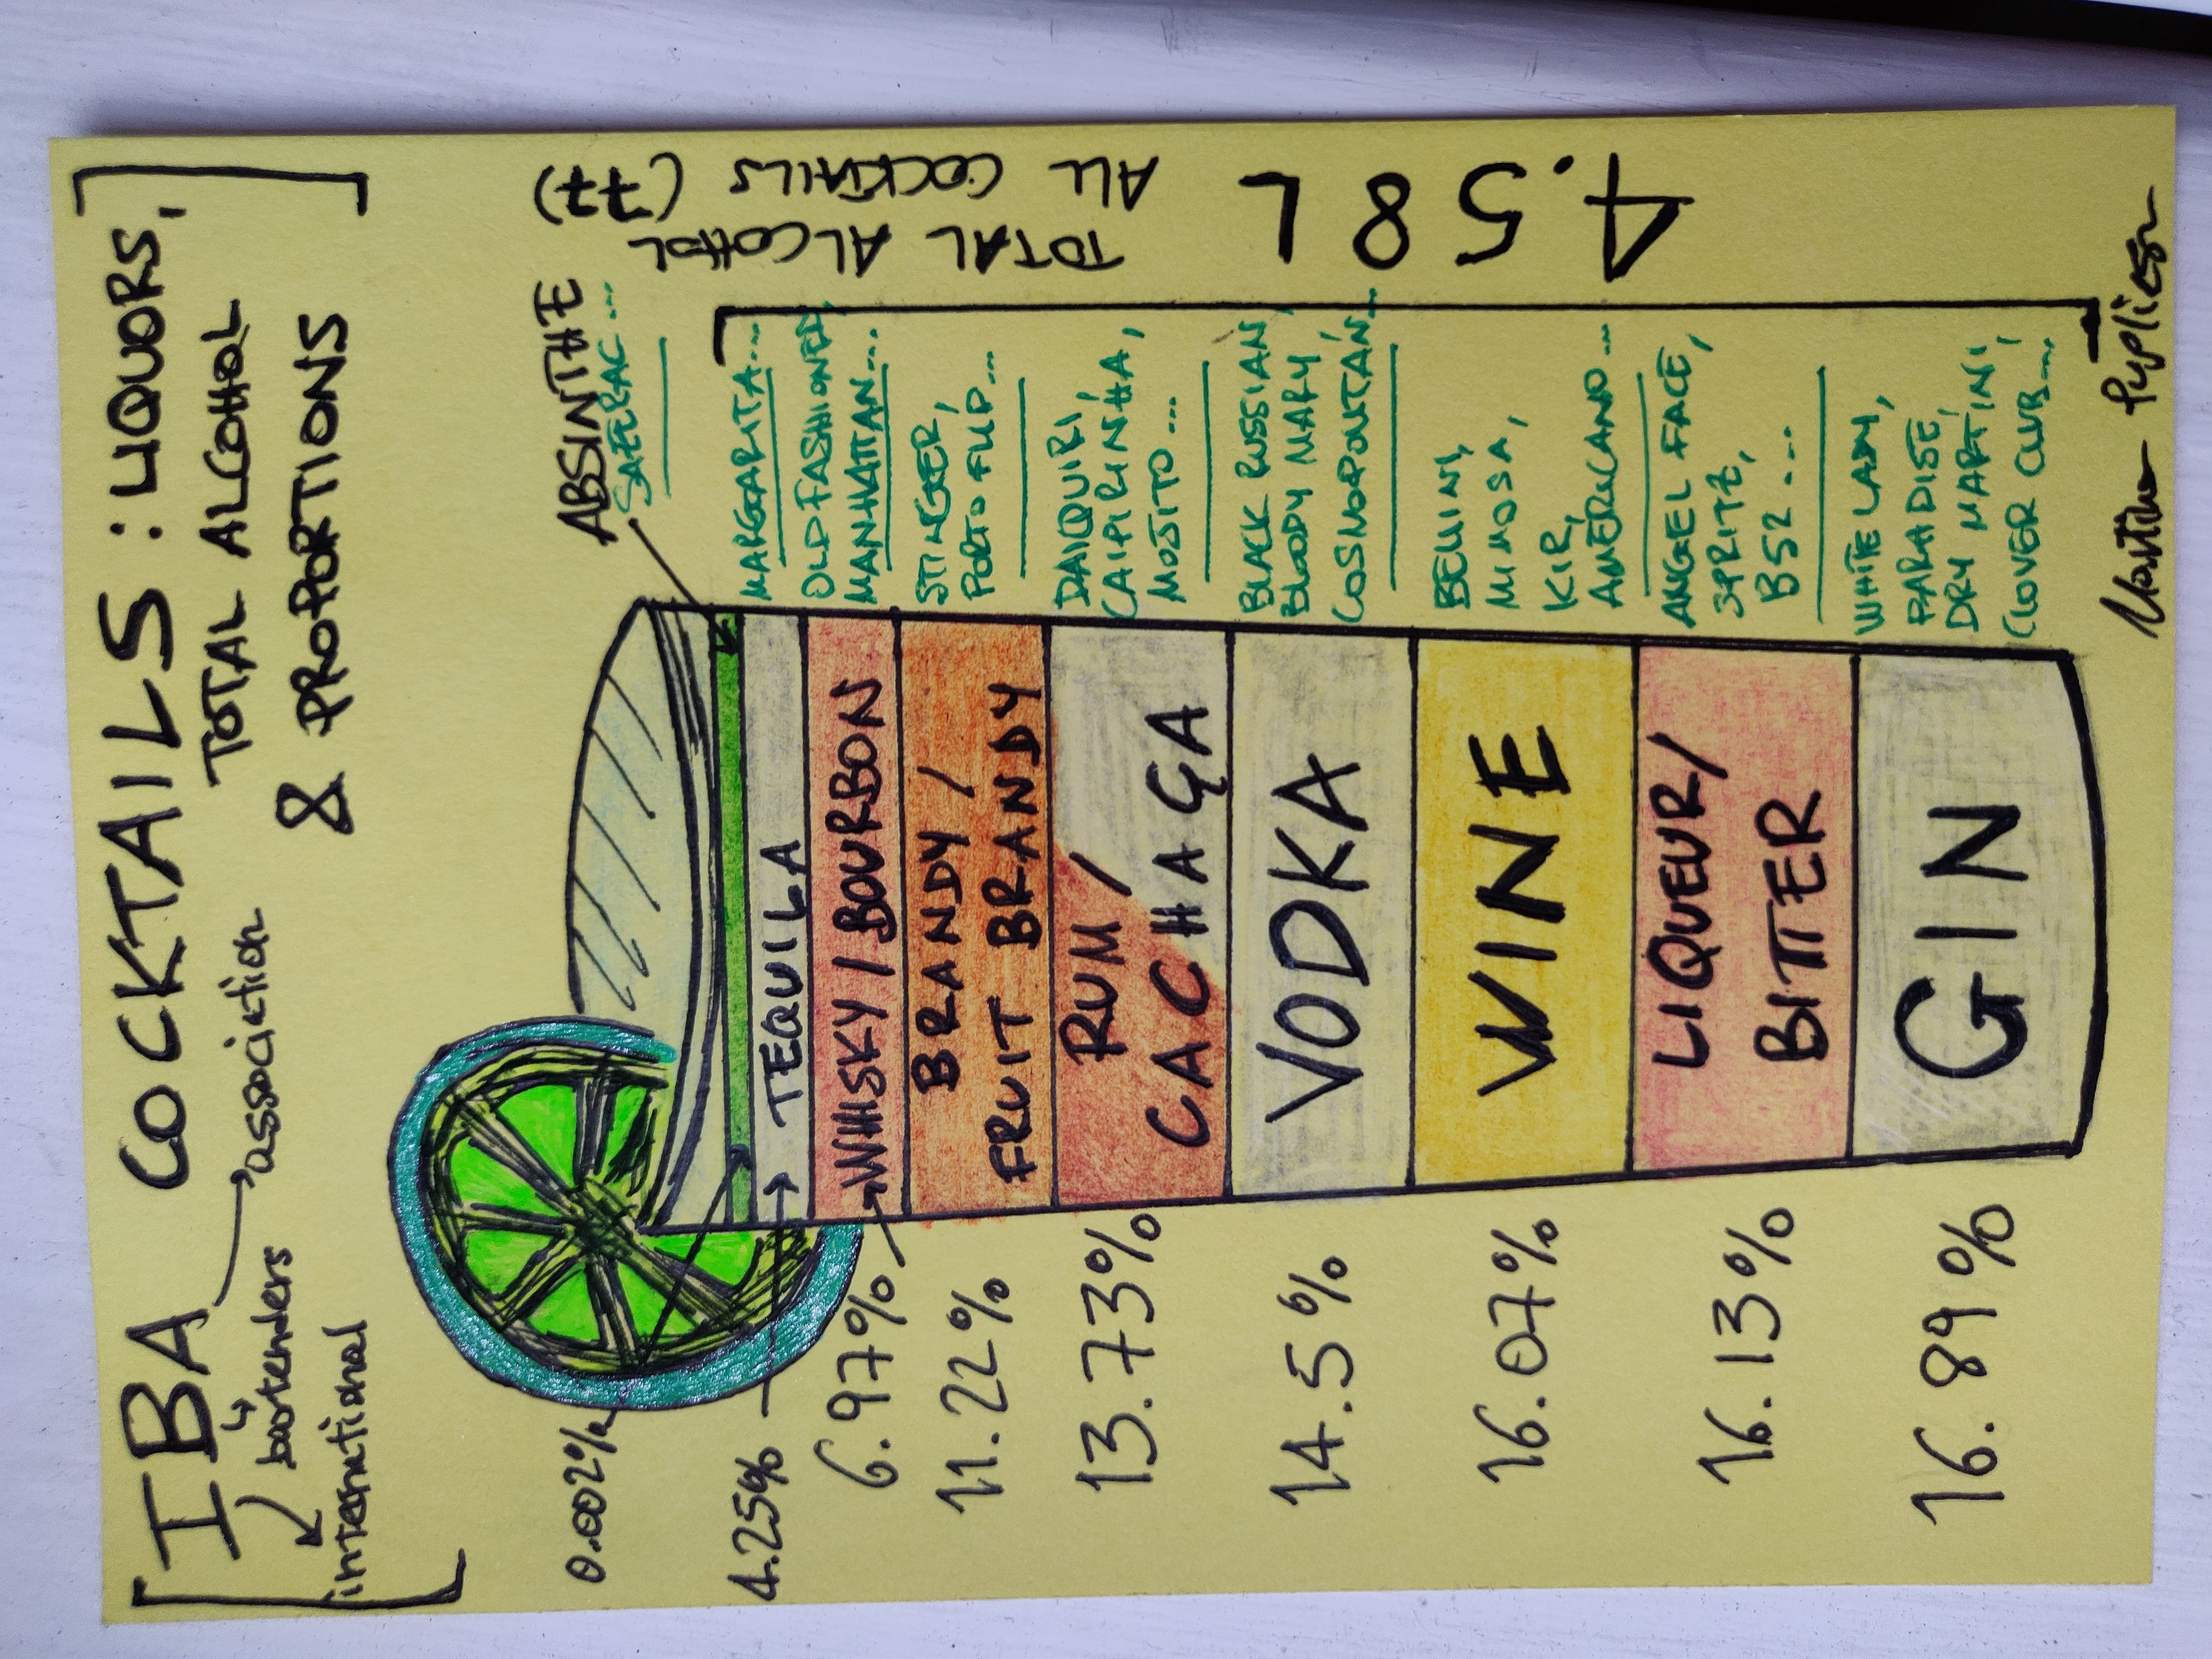 IBA COCKTAILS : LIQUORS,
TOTAL ALCOHOL
& PROPORTIONS
bartenders
association
international
0.002%
ABSINTHE
SAZERAC ...
4.25%
TEQUILA
MARGARITA...
6.97%
WHISKY / BOURBON
OLD FASHIONED,
MANHATTAN...
11.22%
BRANDY /
FRUIT BRANDY
STINGER,
PORTO FLIP...
13.73%
RUM /
CACHAÇA
DAIQUIRI,
CAIPIRINHA,
MOJITO ...
14.5%
VODKA
BLACK RUSSIAN,
BLOODY MARY,
COSMOPOLITAN...
16.07%
WINE
BELLINI,
MIMOSA,
KIR,
AMERICANO ...
16.13%
LIQUEUR/
BITTER
ANGEL FACE,
SPRITZ,
B52 ...
16.89%
GIN
WHITE LADY,
PARADISE,
DRY MARTINI,
CLOVER CLUB...
4.58 L TOTAL ALCOHOL
ALL COCKTAILS (77)
Martina Pugliese